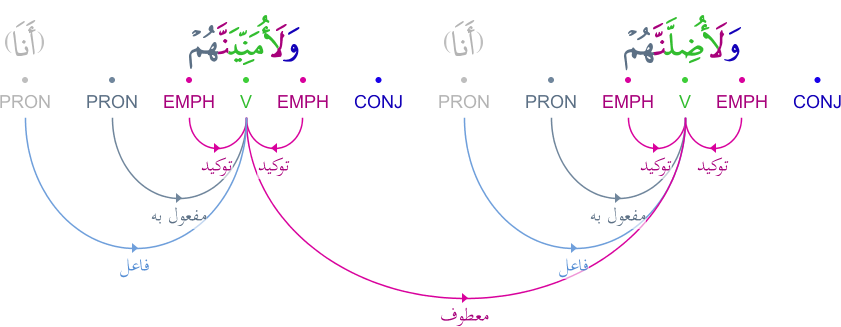 وَلَأُضِلَّنَّهُمْ (أَنَا) وَلَأُمَنِّيَنَّهُمْ (أَنَا)
CONJ EMPH V EMPH PRON PRON CONJ EMPH V EMPH PRON PRON
توكيد توكيد توكيد توكيد
مفعول به مفعول به
فاعل فاعل
معطوف